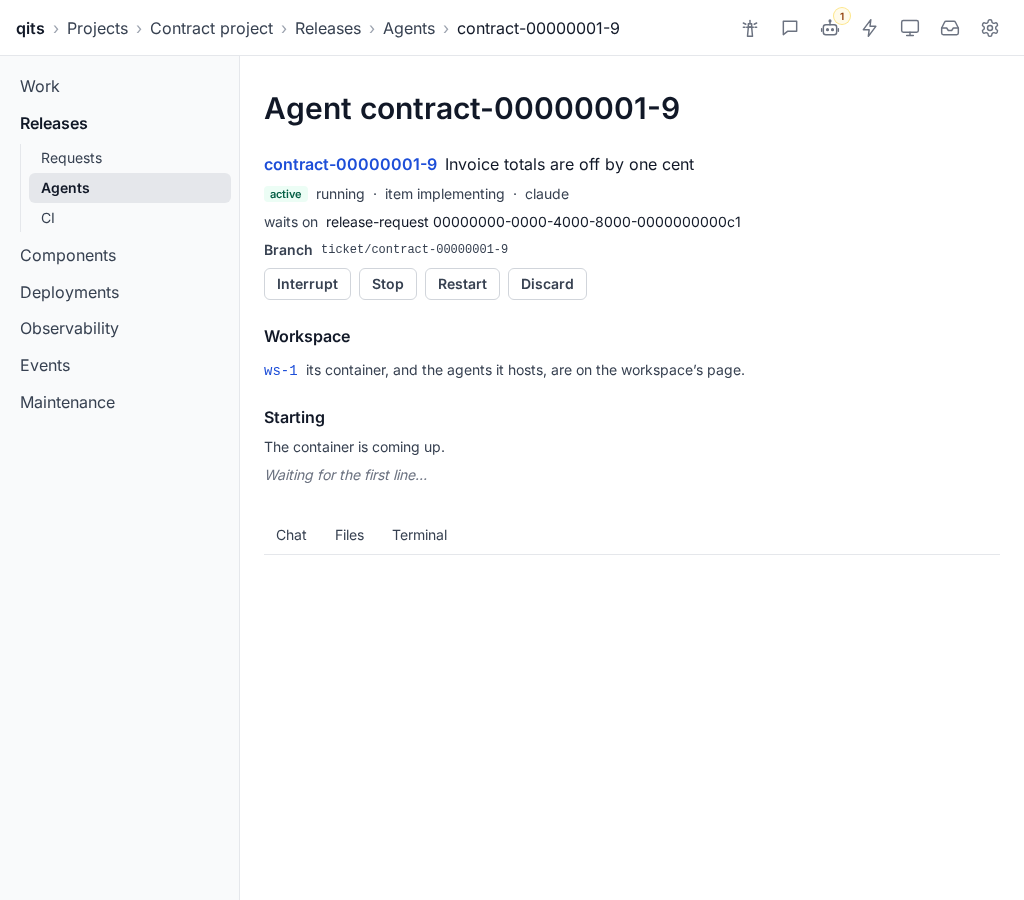 qits › Projects › Contract project › Releases › Agents › contract-00000001-9
1
Work
Releases
Requests
Agents
CI
Components
Deployments
Observability
Events
Maintenance
Agent contract-00000001-9
contract-00000001-9 Invoice totals are off by one cent
active running · item implementing · claude
waits on release-request 00000000-0000-4000-8000-0000000000c1
Branch ticket/contract-00000001-9
Interrupt Stop Restart Discard
Workspace
ws-1 its container, and the agents it hosts, are on the workspace’s page.
Starting
The container is coming up.
Waiting for the first line…
Chat Files Terminal